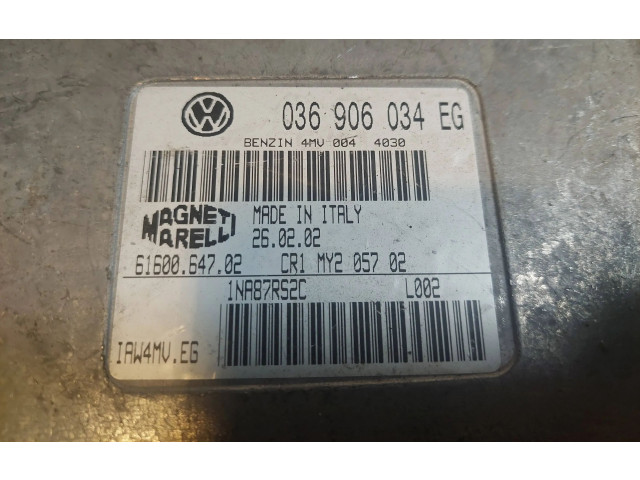 036 906 034 EG
BENZIN 4MV 004 4030
MAGNETI MARELLI
MADE IN ITALY
26.02.02
61600.647.02 CR1 MY2 057 02
1NA87RS2C L002
IAW4MV.EG